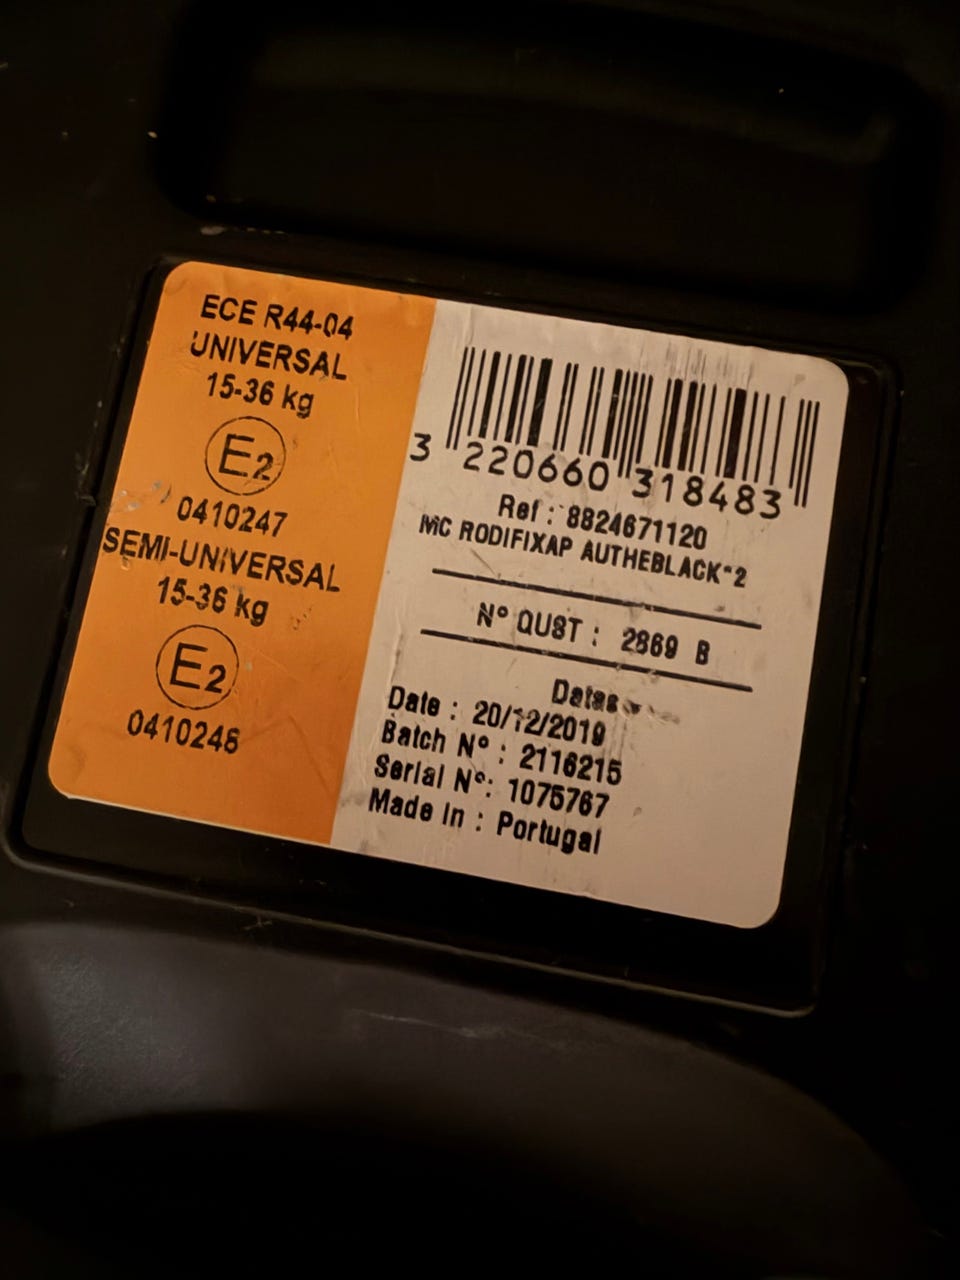 ECE R44-04
UNIVERSAL
15-36 kg
E2
0410247
SEMI-UNIVERSAL
15-36 kg
E2
0410246
3 220660 318483
Ref : 8824671120
MC RODIFIXAP AUTHEBLACK*2
N° QUST : 2869 B
Datas
Date : 20/12/2019
Batch N° : 2116215
Serial N°: 1075767
Made in : Portugal